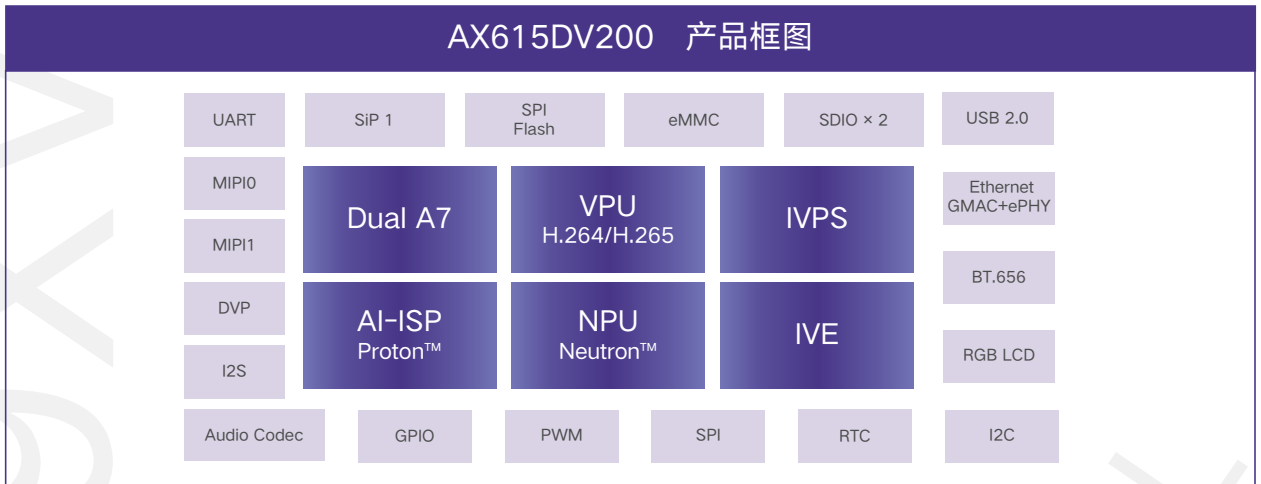 AX615DV200 产品框图
UART
SiP 1
SPI
Flash
eMMC
SDIO × 2
USB 2.0
MIPI0
MIPI1
DVP
I2S
Dual A7
VPU
H.264/H.265
IVPS
AI-ISP
Proton™
NPU
Neutron™
IVE
Ethernet
GMAC+ePHY
BT.656
RGB LCD
Audio Codec
GPIO
PWM
SPI
RTC
I2C